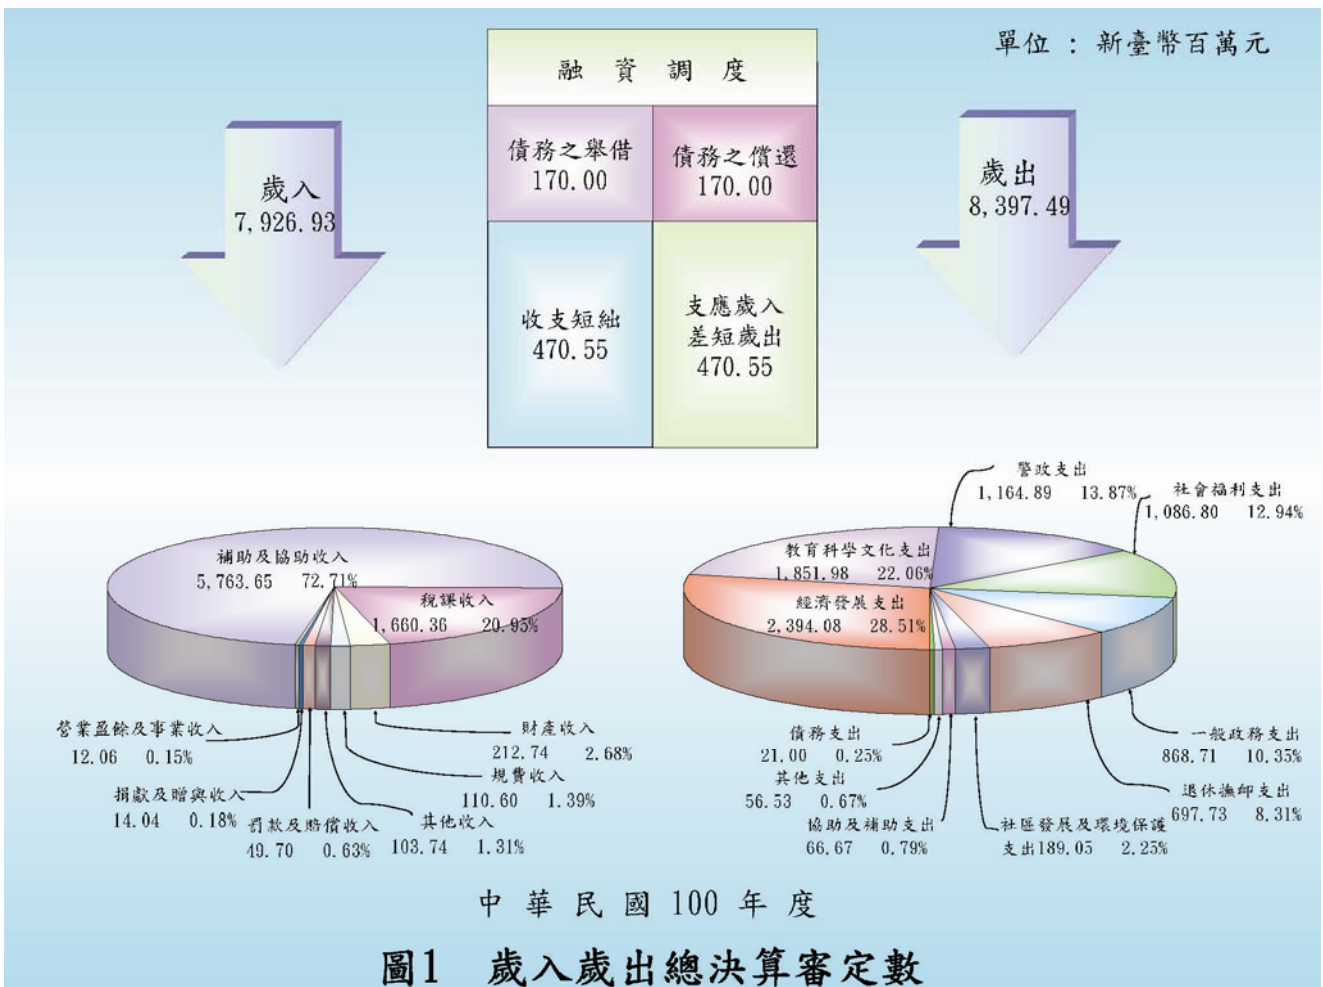 單位 : 新臺幣百萬元
融 資 調 度
債務之舉借
170.00
債務之償還
170.00
歲入
7,926.93
歲出
8,397.49
收支短絀
470.55
支應歲入
差短歲出
470.55
警政支出
1,164.89 13.87%
社會福利支出
1,086.80 12.94%
補助及協助收入
5,763.65 72.71%
稅課收入
1,660.36 20.95%
教育科學文化支出
1,851.98 22.06%
經濟發展支出
2,394.08 28.51%
營業盈餘及事業收入
12.06 0.15%
財產收入
212.74 2.68%
規費收入
110.60 1.39%
捐獻及贈與收入
14.04 0.18%
罰款及賠償收入
49.70 0.63%
其他收入
103.74 1.31%
債務支出
21.00 0.25%
其他支出
56.53 0.67%
協助及補助支出
66.67 0.79%
一般政務支出
868.71 10.35%
退休撫卹支出
697.73 8.31%
社區發展及環境保護
支出189.05 2.25%
中 華 民 國 100 年 度
圖1 歲入歲出總決算審定數